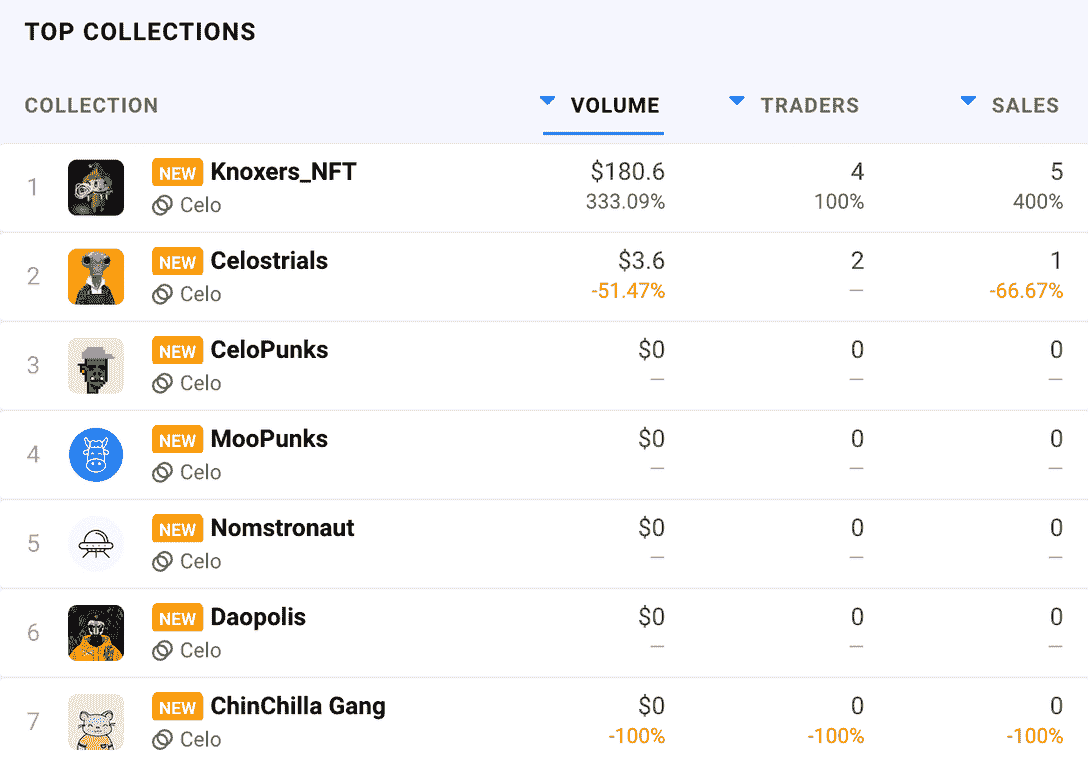 TOP COLLECTIONS
COLLECTION VOLUME TRADERS SALES
1 NEW Knoxers_NFT $180.6 4 5
Celo 333.09% 100% 400%
2 NEW Celostrials $3.6 2 1
Celo -51.47% — -66.67%
3 NEW CeloPunks $0 0 0
Celo — — —
4 NEW MooPunks $0 0 0
Celo — — —
5 NEW Nomstronaut $0 0 0
Celo — — —
6 NEW Daopolis $0 0 0
Celo — — —
7 NEW ChinChilla Gang $0 0 0
Celo -100% -100% -100%